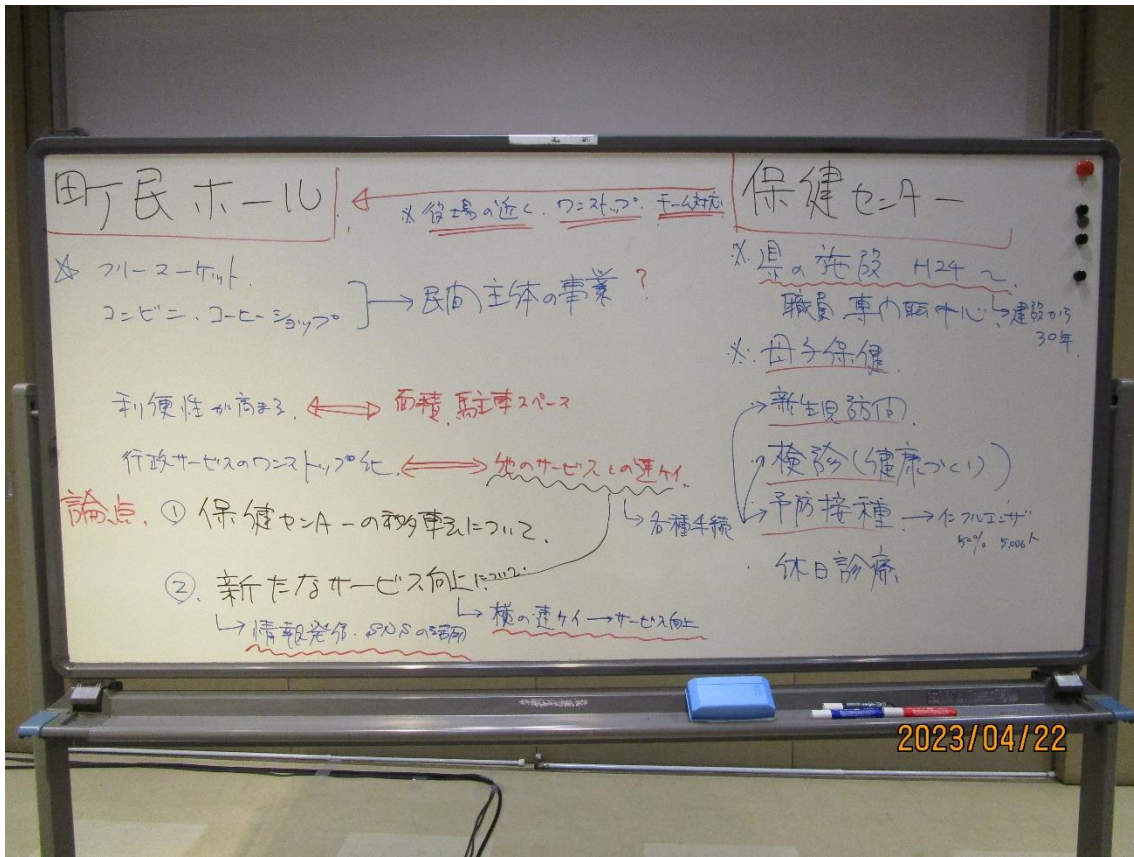 町民ホール
※役場の近く、ワンストップ、チーム対応
保健センター
☆ フリーマーケット
コンビニ、コーヒーショップ
→民間主体の事業?
利便性が高まる ⇔ 面積、駐車スペース
行政サービスのワンストップ化 ⇔ 他のサービスとの連ケイ
→各種手続
論点、① 保健センターの移転について
② 新たなサービス向上について
→情報発信・SNSの活用
→横の連ケイ→サービス向上
※ 県の施設 H24〜
職員 専門職中心
→建設から
30年
※ 母子保健
新生児訪問
検診(健康づくり)
予防接種→インフルエンザ
50%
・休日診療
2023/04/22